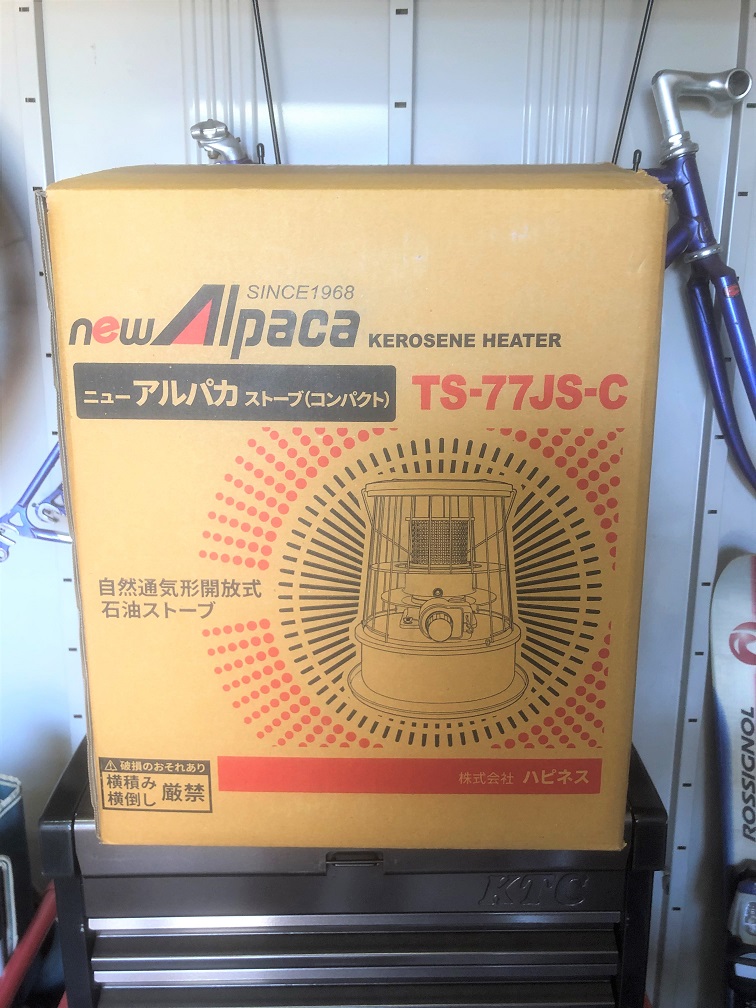 SINCE1968
new Alpaca KEROSENE HEATER
ニューアルパカ ストーブ(コンパクト) TS-77JS-C
自然通気形開放式
石油ストーブ
⚠破損のおそれあり
横積み
横倒し 厳禁
株式会社 ハピネス
KTC
ROSSIGNOL